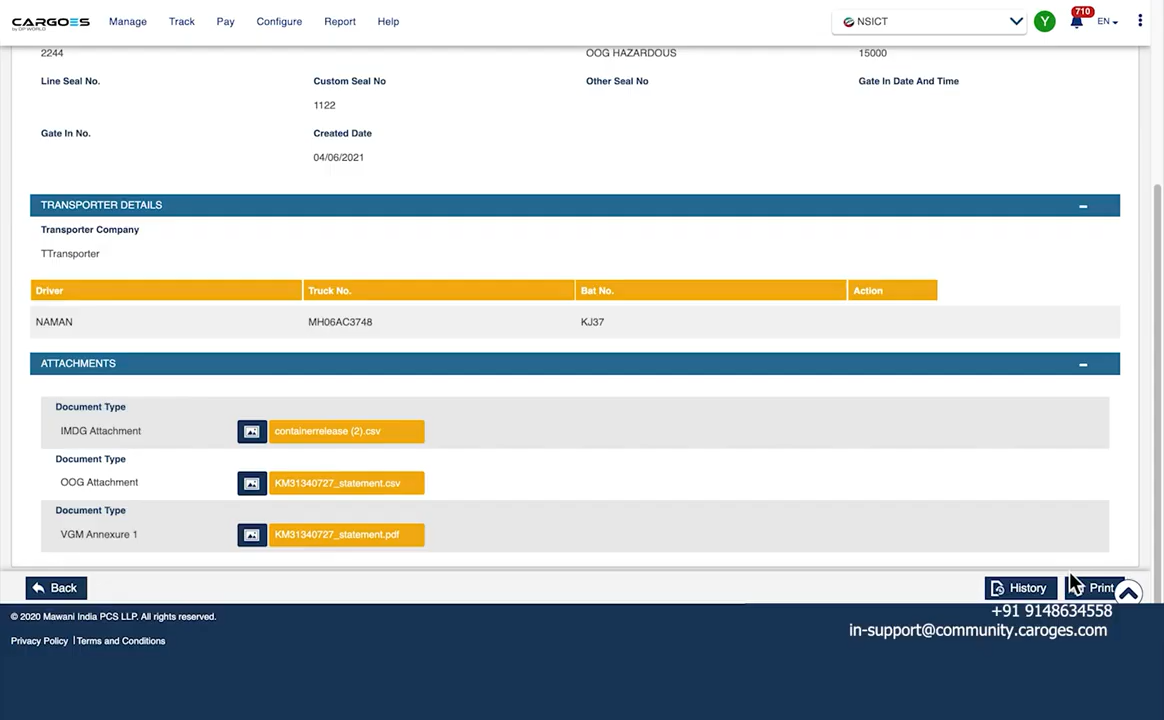 CARGOES Manage Track Pay Configure Report Help NSICT Y 710 EN
by DP WORLD
2244 OOG HAZARDOUS 15000
Line Seal No. Custom Seal No Other Seal No Gate In Date And Time
1122
Gate In No. Created Date
04/06/2021
TRANSPORTER DETAILS
Transporter Company
TTransporter
Driver Truck No. Bat No. Action
NAMAN MH06AC3748 KJ37
ATTACHMENTS
Document Type
IMDG Attachment containerrelease (2).csv
Document Type
OOG Attachment KM31340727_statement.csv
Document Type
VGM Annexure 1 KM31340727_statement.pdf
Back History Print
© 2020 Mawani India PCS LLP. All rights reserved.
+91 9148634558
in-support@community.caroges.com
Privacy Policy | Terms and Conditions